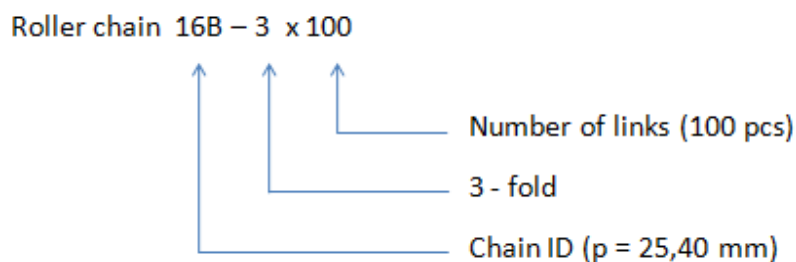 Roller chain 16B – 3 x 100
Number of links (100 pcs)
3 - fold
Chain ID (p = 25,40 mm)